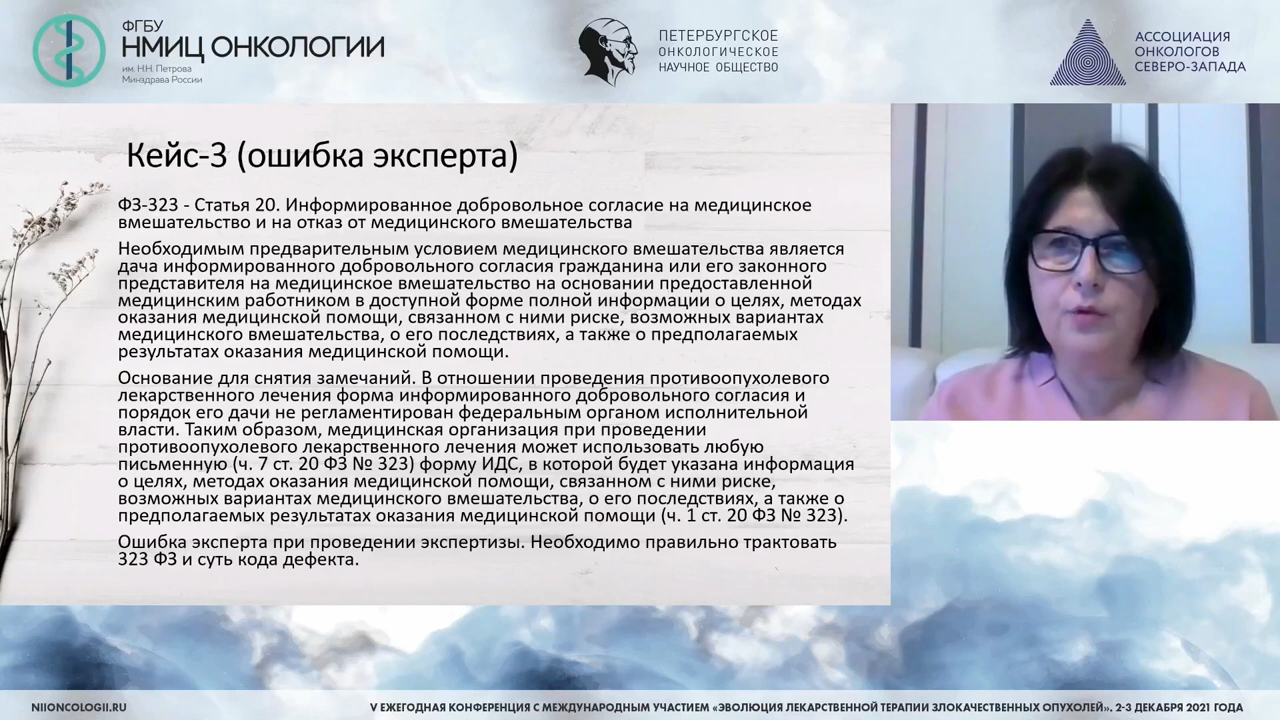 ФГБУ
НМИЦ ОНКОЛОГИИ
им. Н.Н. Петрова
Минздрава России
ПЕТЕРБУРГСКОЕ
ОНКОЛОГИЧЕСКОЕ
НАУЧНОЕ ОБЩЕСТВО
АССОЦИАЦИЯ
ОНКОЛОГОВ
СЕВЕРО-ЗАПАДА
Кейс-3 (ошибка эксперта)
ФЗ-323 - Статья 20. Информированное добровольное согласие на медицинское
вмешательство и на отказ от медицинского вмешательства
Необходимым предварительным условием медицинского вмешательства является
дача информированного добровольного согласия гражданина или его законного
представителя на медицинское вмешательство на основании предоставленной
медицинским работником в доступной форме полной информации о целях, методах
оказания медицинской помощи, связанном с ними риске, возможных вариантах
медицинского вмешательства, о его последствиях, а также о предполагаемых
результатах оказания медицинской помощи.
Основание для снятия замечаний. В отношении проведения противоопухолевого
лекарственного лечения форма информированного добровольного согласия и
порядок его дачи не регламентирован федеральным органом исполнительной
власти. Таким образом, медицинская организация при проведении
противоопухолевого лекарственного лечения может использовать любую
письменную (ч. 7 ст. 20 ФЗ № 323) форму ИДС, в которой будет указана информация
о целях, методах оказания медицинской помощи, связанном с ними риске,
возможных вариантах медицинского вмешательства, о его последствиях, а также о
предполагаемых результатах оказания медицинской помощи (ч. 1 ст. 20 ФЗ № 323).
Ошибка эксперта при проведении экспертизы. Необходимо правильно трактовать
323 ФЗ и суть кода дефекта.
NIIONCOLOGII.RU
V ЕЖЕГОДНАЯ КОНФЕРЕНЦИЯ С МЕЖДУНАРОДНЫМ УЧАСТИЕМ «ЭВОЛЮЦИЯ ЛЕКАРСТВЕННОЙ ТЕРАПИИ ЗЛОКАЧЕСТВЕННЫХ ОПУХОЛЕЙ». 2-3 ДЕКАБРЯ 2021 ГОДА